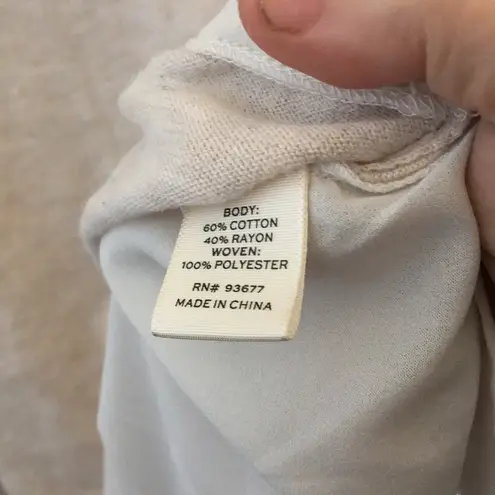 BODY:
60% COTTON
40% RAYON
WOVEN:
100% POLYESTER
RN# 93677
MADE IN CHINA